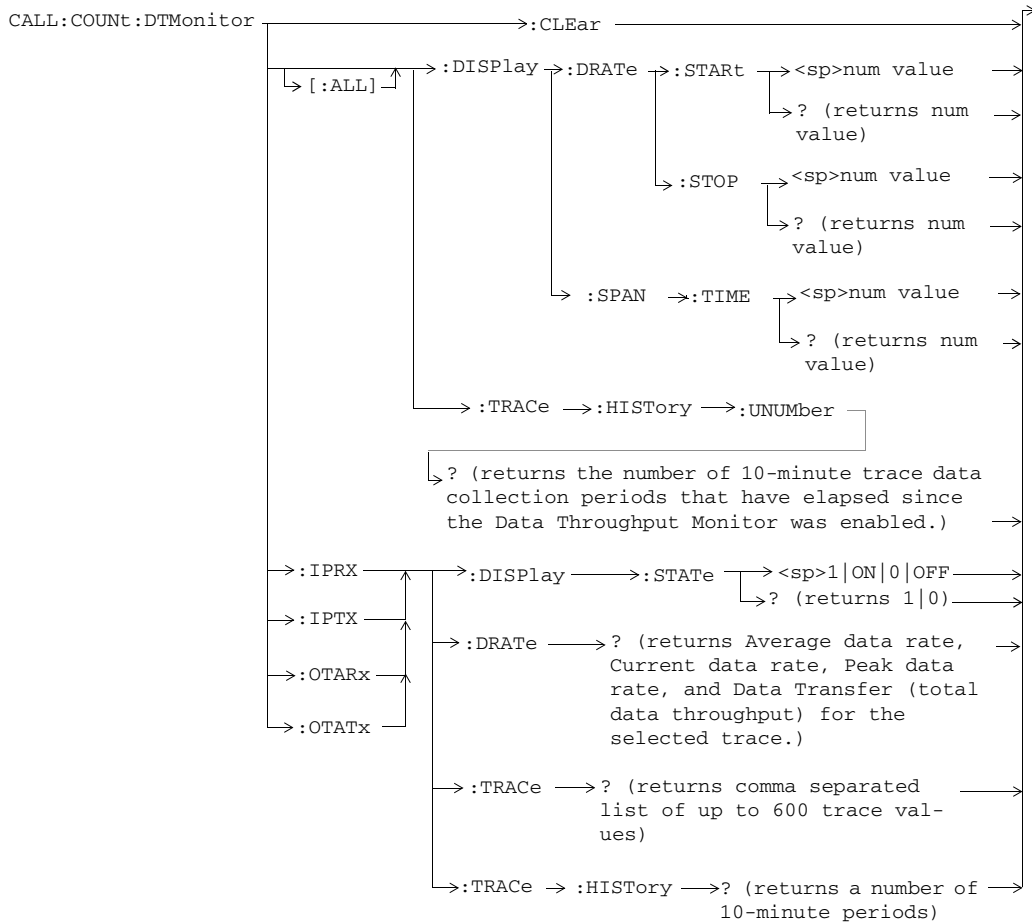 CALL:COUNt:DTMonitor
:CLEar
[:ALL]
:DISPlay :DRATe :STARt <sp>num value
? (returns num
value)
:STOP <sp>num value
? (returns num
value)
:SPAN :TIME <sp>num value
? (returns num
value)
:TRACe :HISTory :UNUMber
? (returns the number of 10-minute trace data
collection periods that have elapsed since
the Data Throughput Monitor was enabled.)
:IPRX :DISPlay :STATe <sp>1|ON|0|OFF
? (returns 1|0)
:IPTX
:OTARx
:OTATx
:DRATe ? (returns Average data rate,
Current data rate, Peak data
rate, and Data Transfer (total
data throughput) for the
selected trace.)
:TRACe ? (returns comma separated
list of up to 600 trace val-
ues)
:TRACe :HISTory ? (returns a number of
10-minute periods)